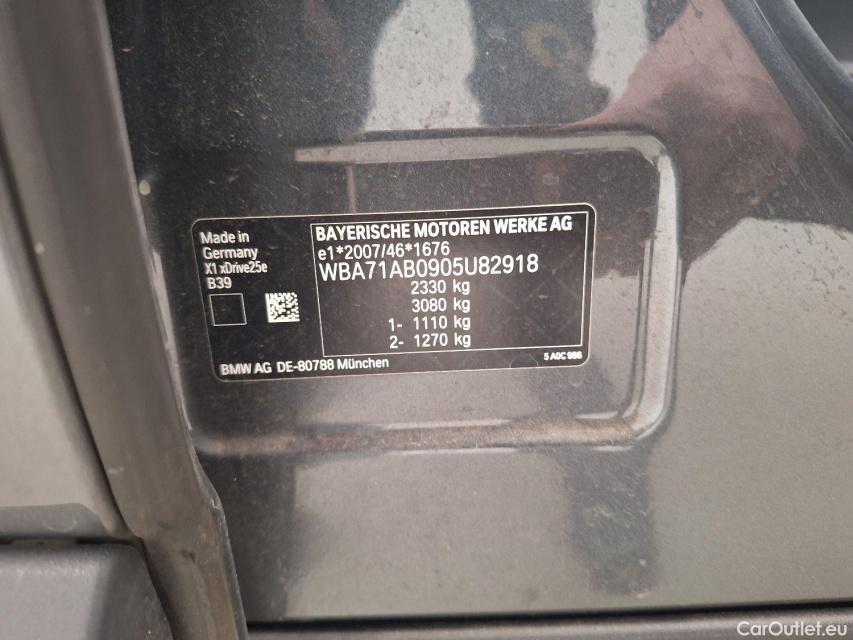 Made in
Germany
X1 xDrive25e
B39
BAYERISCHE MOTOREN WERKE AG
e1*2007/46*1676
WBA71AB0905U82918
2330 kg
3080 kg
1- 1110 kg
2- 1270 kg
BMW AG DE-80788 München
5 A0C 986
CarOutlet.eu